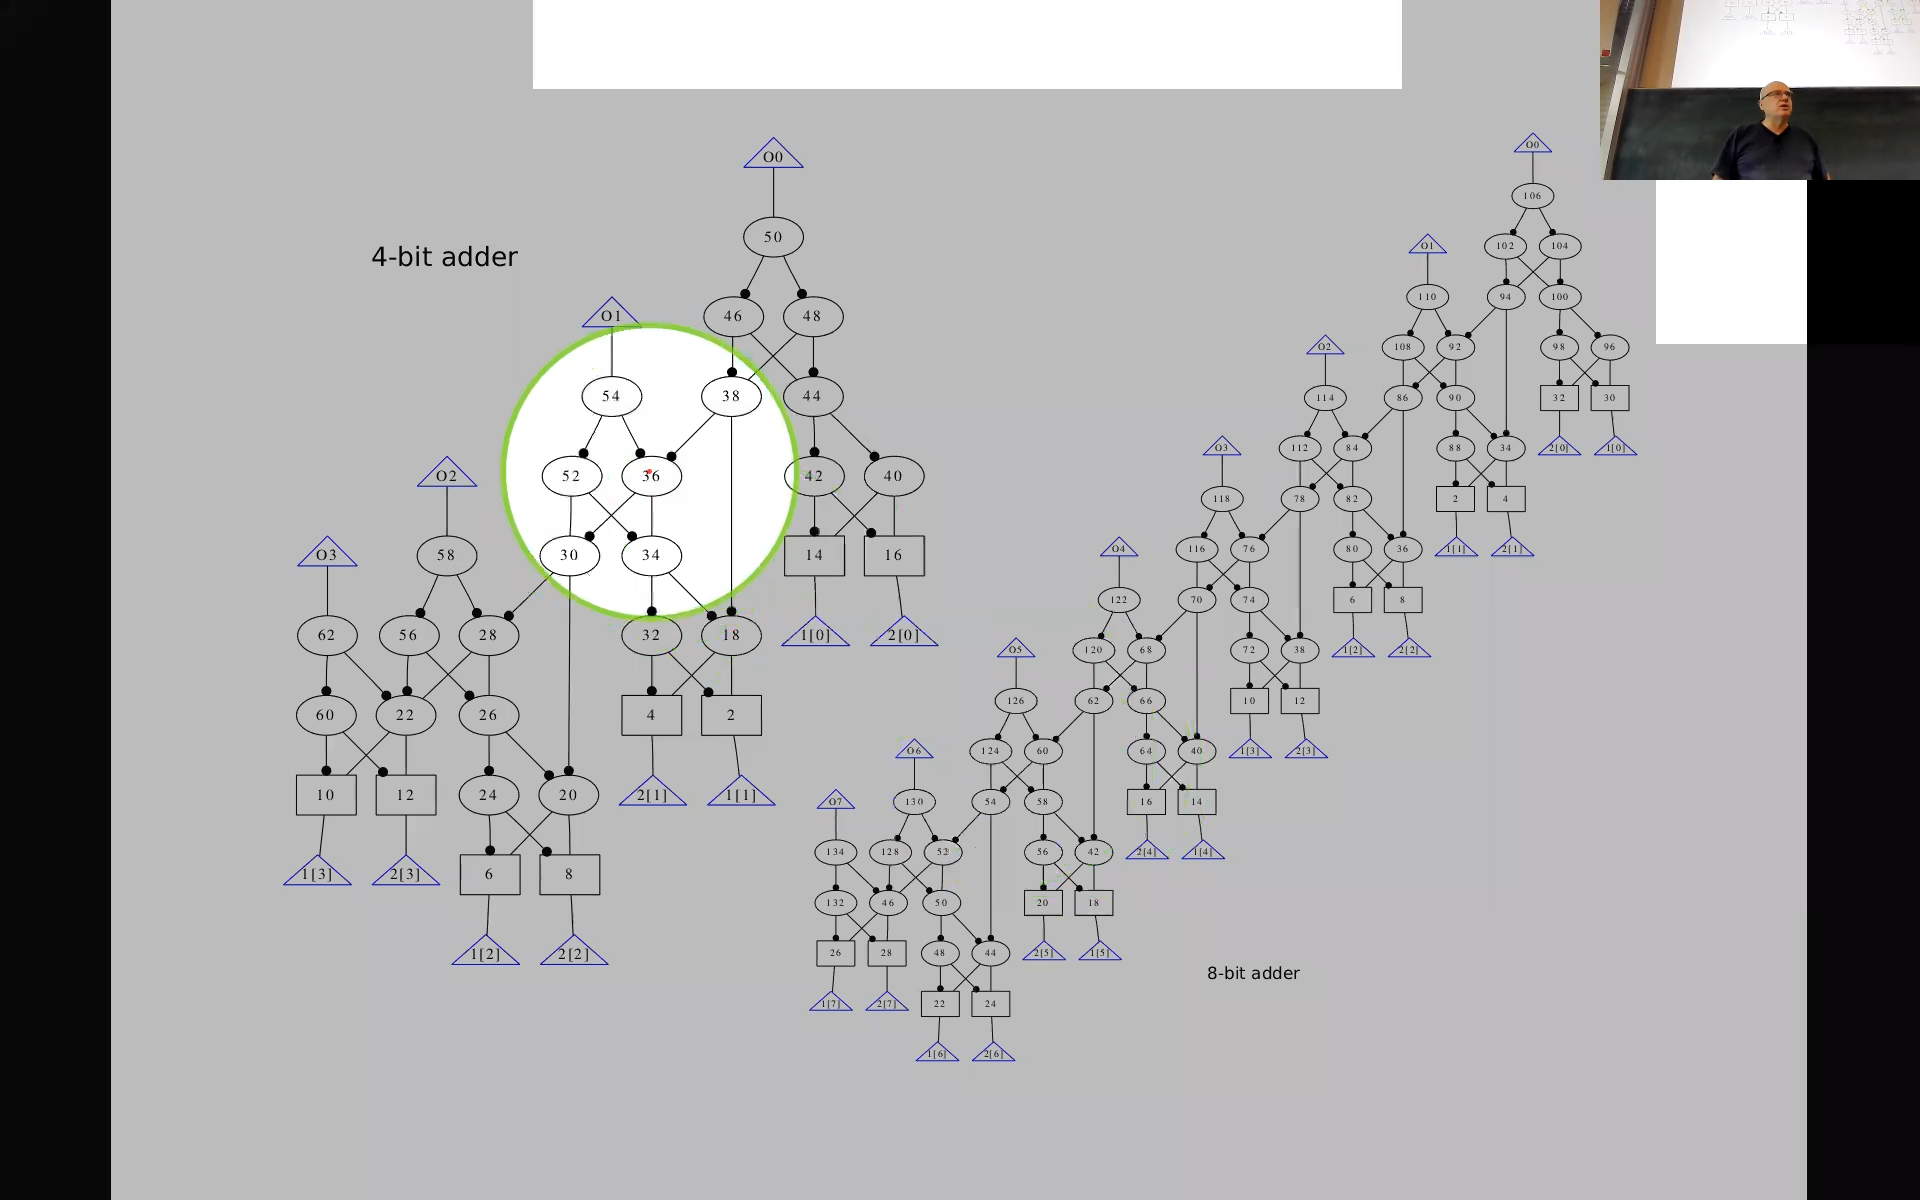 4-bit adder
O0
50
46 48
O1
54 38 44
O2
52 36 42 40
O3
58 30 34 14 16
62 56 28 32 18 1[0] 2[0]
60 22 26 4 2
10 12 24 20 2[1] 1[1]
1[3] 2[3] 6 8
1[2] 2[2]
O0
106
O1 102 104
110 94 100
O2 108 92 98 96
114 86 90 32 30
O3 112 84 88 34 2[0] 1[0]
118 78 82 2 4
O4 116 76 80 36 1[1] 2[1]
122 70 74 6 8
O5 120 68 72 38 1[2] 2[2]
126 62 66 10 12
O6 124 60 64 40 1[3] 2[3]
O7 130 54 58 16 14
134 128 52 56 42 2[4] 1[4]
132 46 50 20 18
26 28 48 44 2[5] 1[5]
1[7] 2[7] 22 24
1[6] 2[6]
8-bit adder